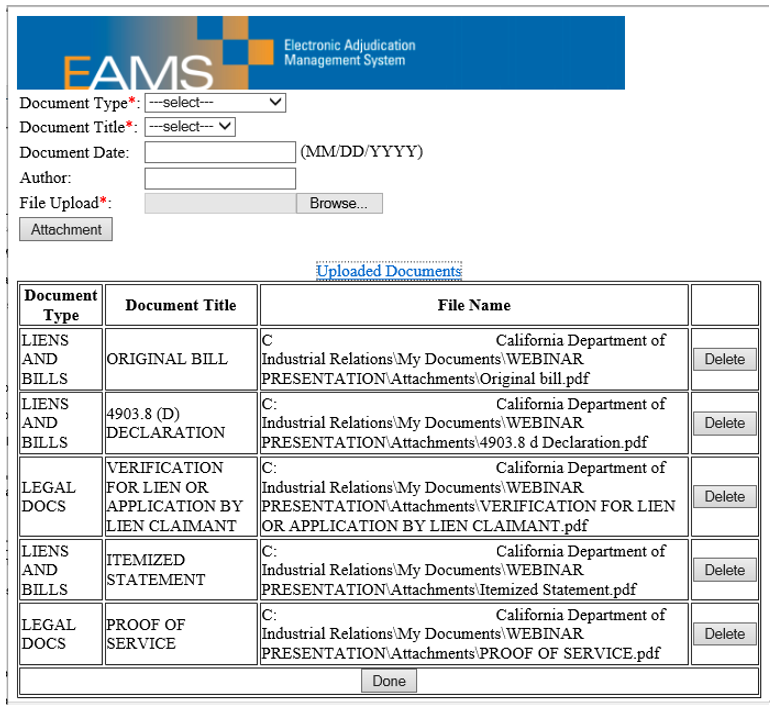 EAMS
Electronic Adjudication
Management System
Document Type*: ---select---
Document Title*: ---select---
Document Date: (MM/DD/YYYY)
Author:
File Upload*: Browse...
Attachment
Uploaded Documents
Document Type Document Title File Name
LIENS AND BILLS
ORIGINAL BILL
C California Department of
Industrial Relations\My Documents\WEBINAR
PRESENTATION\Attachments\Original bill.pdf
Delete
LIENS AND BILLS
4903.8 (D)
DECLARATION
C: California Department of
Industrial Relations\My Documents\WEBINAR
PRESENTATION\Attachments\4903.8 d Declaration.pdf
Delete
LEGAL DOCS
VERIFICATION
FOR LIEN OR
APPLICATION BY
LIEN CLAIMANT
C: California Department of
Industrial Relations\My Documents\WEBINAR
PRESENTATION\Attachments\VERIFICATION FOR LIEN
OR APPLICATION BY LIEN CLAIMANT.pdf
Delete
LIENS AND BILLS
ITEMIZED
STATEMENT
C: California Department of
Industrial Relations\My Documents\WEBINAR
PRESENTATION\Attachments\Itemized Statement.pdf
Delete
LEGAL DOCS
PROOF OF
SERVICE
C: California Department of
Industrial Relations\My Documents\WEBINAR
PRESENTATION\Attachments\PROOF OF SERVICE.pdf
Delete
Done